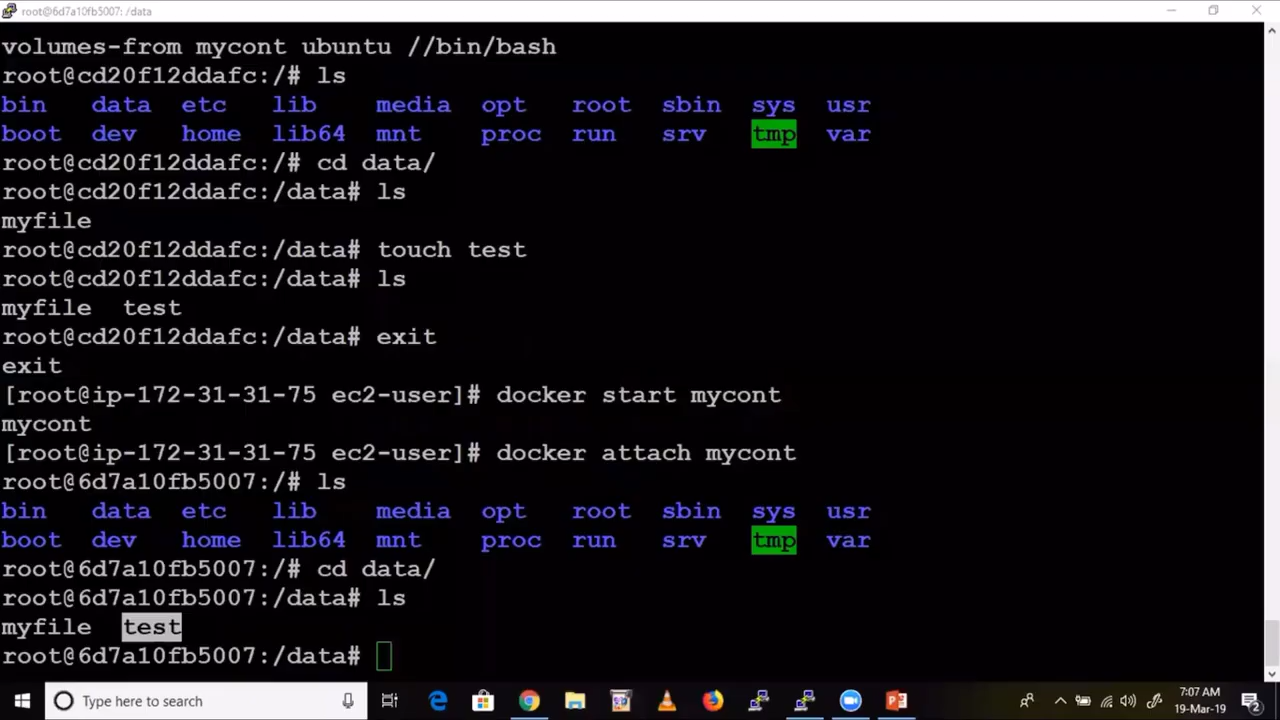 root@6d7a10fb5007: /data
volumes-from mycont ubuntu //bin/bash
root@cd20f12ddafc:/# ls
bin data etc lib media opt root sbin sys usr
boot dev home lib64 mnt proc run srv tmp var
root@cd20f12ddafc:/# cd data/
root@cd20f12ddafc:/data# ls
myfile
root@cd20f12ddafc:/data# touch test
root@cd20f12ddafc:/data# ls
myfile test
root@cd20f12ddafc:/data# exit
exit
[root@ip-172-31-31-75 ec2-user]# docker start mycont
mycont
[root@ip-172-31-31-75 ec2-user]# docker attach mycont
root@6d7a10fb5007:/# ls
bin data etc lib media opt root sbin sys usr
boot dev home lib64 mnt proc run srv tmp var
root@6d7a10fb5007:/# cd data/
root@6d7a10fb5007:/data# ls
myfile test
root@6d7a10fb5007:/data#
Type here to search
7:07 AM
19-Mar-19
2